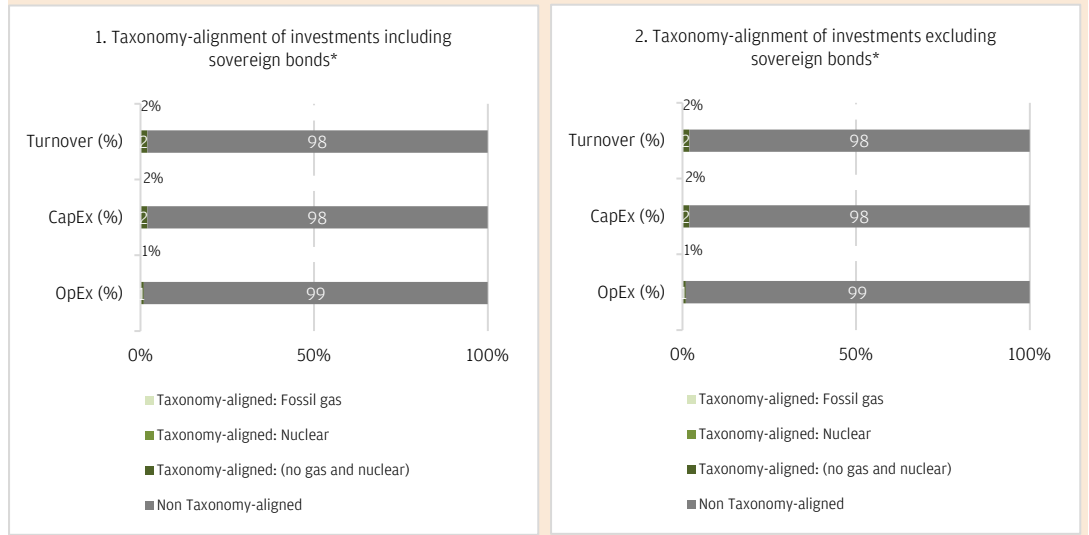 1. Taxonomy-alignment of investments including
sovereign bonds*
2%
Turnover (%)
2
98
2%
CapEx (%)
2
98
1%
OpEx (%)
1
99
0%
50%
100%
Taxonomy-aligned: Fossil gas
Taxonomy-aligned: Nuclear
Taxonomy-aligned: (no gas and nuclear)
Non Taxonomy-aligned
2. Taxonomy-alignment of investments excluding
sovereign bonds*
2%
Turnover (%)
2
98
2%
CapEx (%)
2
98
1%
OpEx (%)
1
99
0%
50%
100%
Taxonomy-aligned: Fossil gas
Taxonomy-aligned: Nuclear
Taxonomy-aligned: (no gas and nuclear)
Non Taxonomy-aligned